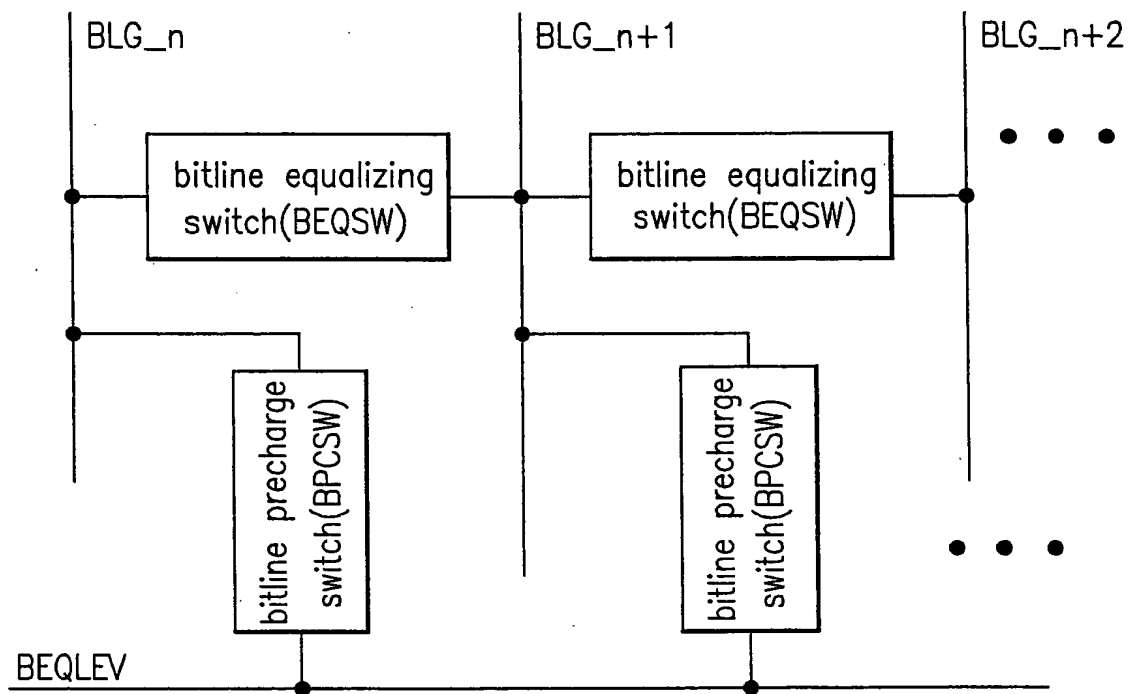 BLG_n
BLG_n+1
BLG_n+2
bitline equalizing
switch(BEQSW)
bitline equalizing
switch(BEQSW)
bitline precharge
switch(BPCSW)
bitline precharge
switch(BPCSW)
BEQLEV